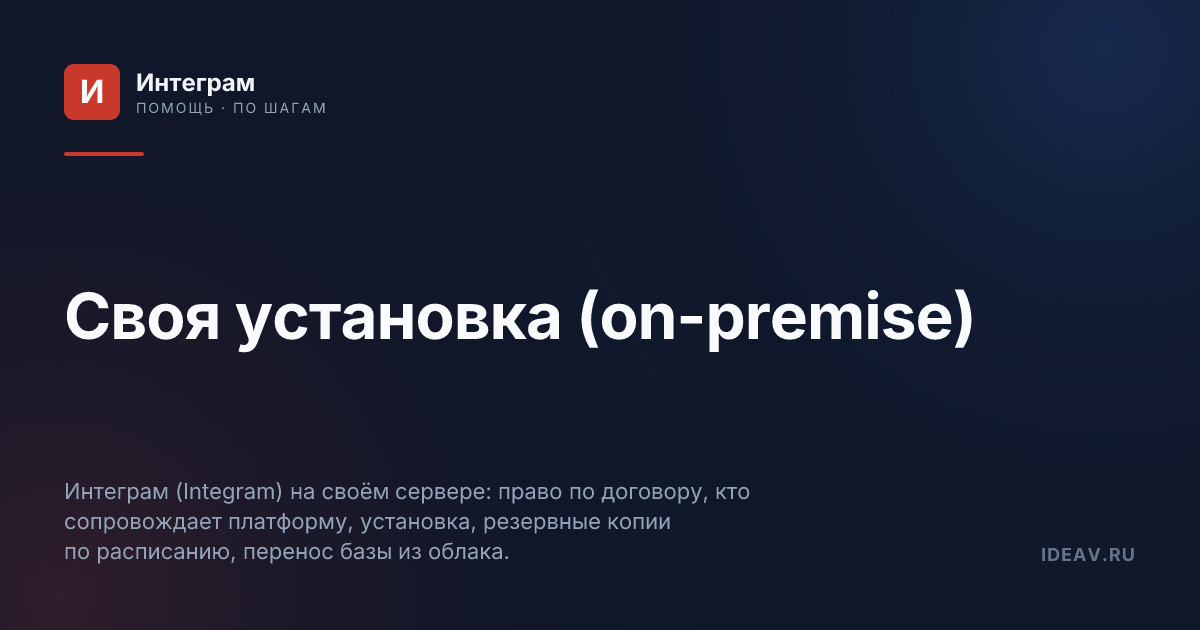 И
Интеграм
ПОМОЩЬ · ПО ШАГАМ
Своя установка (on-premise)
Интеграм (Integram) на своём сервере: право по договору, кто
сопровождает платформу, установка, резервные копии
по расписанию, перенос базы из облака.
IDEAV.RU